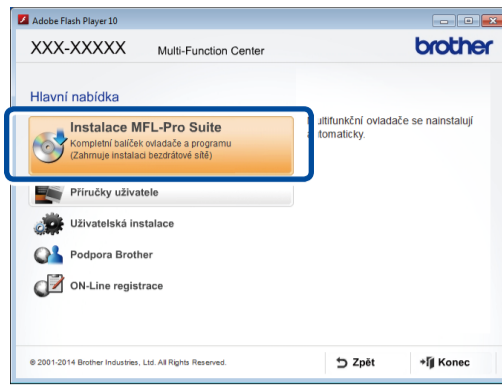 Adobe Flash Player 10
XXX-XXXXX Multi-Function Center brother
Hlavní nabídka
Instalace MFL-Pro Suite
Kompletní balíček ovladače a programu
(Zahrnuje instalaci bezdrátové sítě)
ovladače se nainstalují
Příručky uživatele
Uživatelská instalace
Podpora Brother
ON-Line registrace
© 2001-2014 Brother Industries, Ltd. All Rights Reserved. Zpět Konec